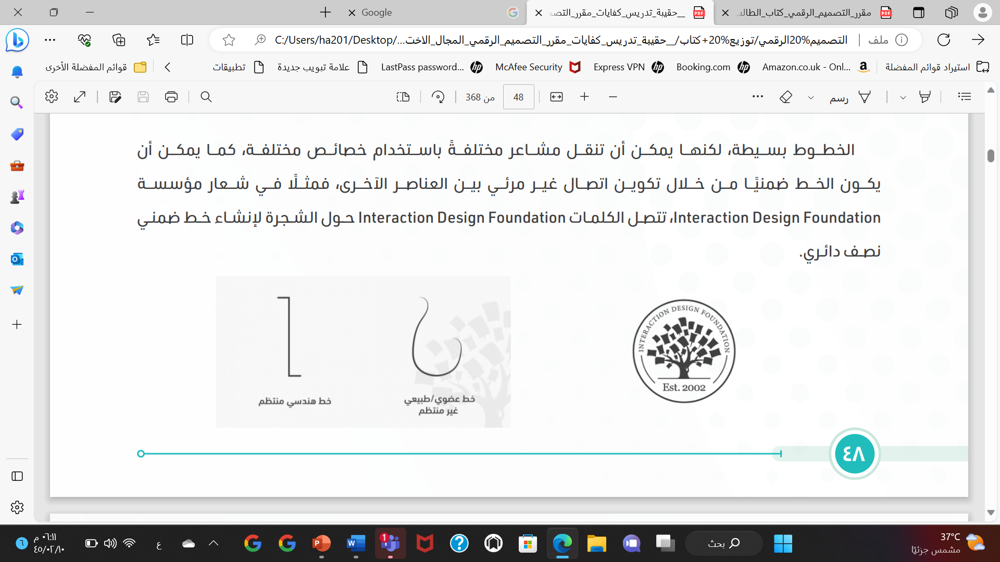 Google
__حقيبة_تدريس_كفايات_مقرر_التصم
مقرر_التصميم_الرقمي_كتاب_الطالب
C:/Users/ha201/Desktop/التصميم%20الرقمي/توزيع%20+كتاب/__حقيبة_تدريس_كفايات_مقرر_التصميم_الرقمي_المجال_الاخت...
ملف
استيراد قوائم المفضلة
Amazon.co.uk - Onl...
Booking.com
Express VPN
McAfee Security
LastPass password...
علامة تبويب جديدة
تطبيقات
قوائم المفضلة الأخرى
رسم
48
من 368
الخطوط بسيطة، لكنها يمكن أن تنقل مشاعر مختلفةً باستخدام خصائص مختلفة، كما يمكن أن
يكون الخط ضمنيًا من خلال تكوين اتصال غير مرئي بين العناصر الآخرى، فمثلًا في شعار مؤسسة
Interaction Design Foundation، تتصل الكلمات Interaction Design Foundation حول الشجرة لإنشاء خط ضمني
نصف دائري.
INTERACTION DESIGN FOUNDATION
Est. 2002
خط عضوي/طبيعي
غير منتظم
خط هندسي منتظم
٤٨
37°C
مشمس جزئيًا
بحث
1
ع
٠٦:١١ م
٤٥/٠٢/١٠
٦